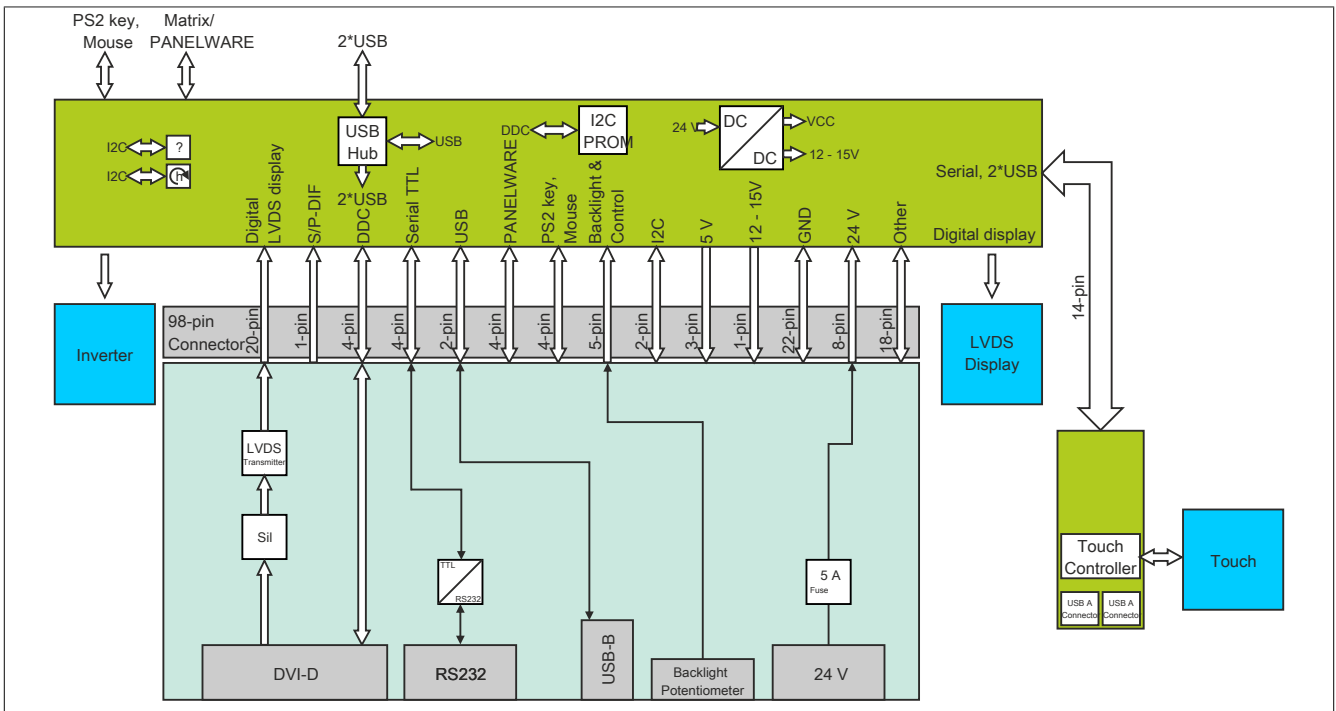 PS2 key,
Mouse
Matrix/
PANELWARE
2*USB
I2C
?
I2C
h
USB
Hub
USB
2*USB
DDC
I2C
PROM
24 V
DC
DC
VCC
12 - 15V
Serial, 2*USB
Digital display
Digital
LVDS display
S/P-DIF
DDC
Serial TTL
USB
PANELWARE
PS2 key,
Mouse
Backlight &
Control
I2C
5 V
12 - 15V
GND
24 V
Other
Inverter
98-pin
Connector
20-pin
1-pin
4-pin
4-pin
2-pin
4-pin
4-pin
5-pin
2-pin
3-pin
1-pin
22-pin
8-pin
18-pin
LVDS
Display
14-pin
LVDS
Transmitter
Sil
TTL
RS232
5 A
Fuse
DVI-D
RS232
USB-B
Backlight
Potentiometer
24 V
Touch
Controller
USB A
Connecto
USB A
Connecto
Touch